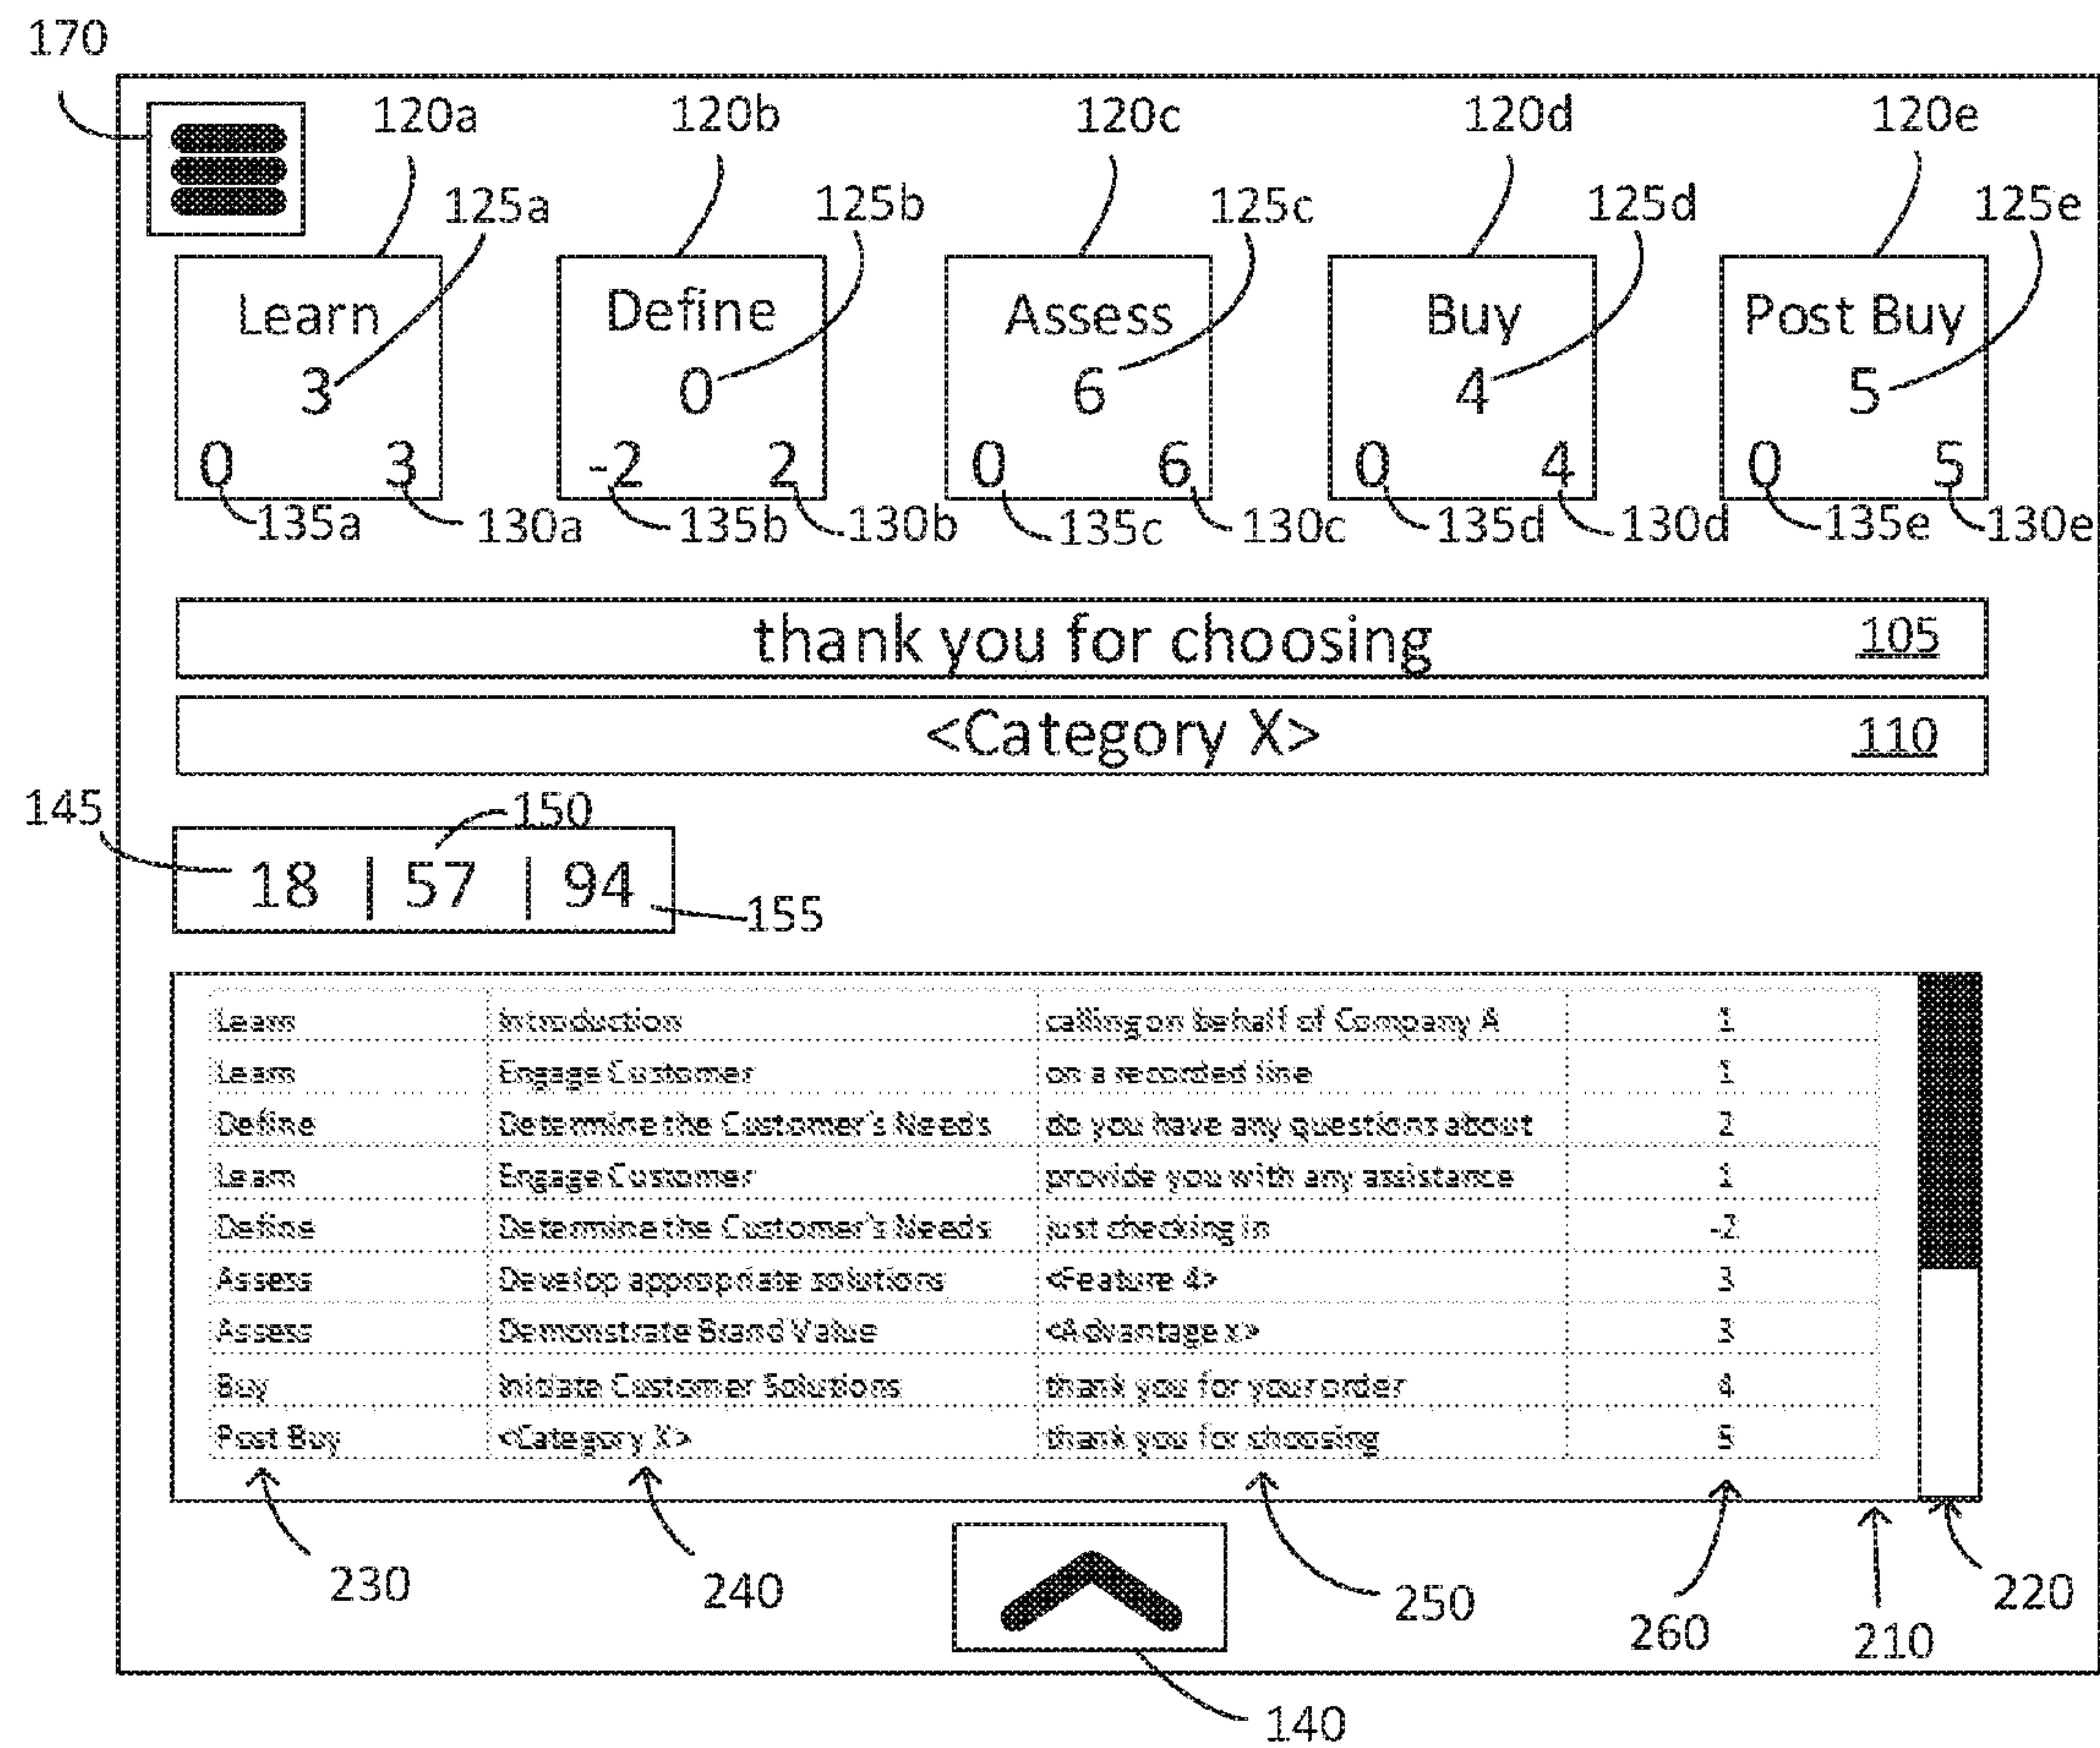 170
120a 120b 120c 120d 120e
125a 125b 125c 125d 125e
Learn Define Assess Buy Post Buy
3 0 6 4 5
0 3 -2 2 0 6 0 4 0 5
135a 130a 135b 130b 135c 130c 135d 130d 135e 130e
thank you for choosing 105
<Category X> 110
145 150
18 | 57 | 94
155
Learn Introduction calling on behalf of Company A 1
Learn Engage Customer on a recorded line 1
Define Determine the Customer's Needs do you have any questions about 2
Learn Engage Customer provide you with any assistance 1
Define Determine the Customer's Needs just checking in -2
Assess Develop appropriate solutions <Feature 4> 3
Assess Demonstrate Brand Value <Advantage x> 3
Buy Initiate Customer Solutions thank you for your order 4
Post Buy <Category X> thank you for choosing 5
230 240 250 260 210 220
140